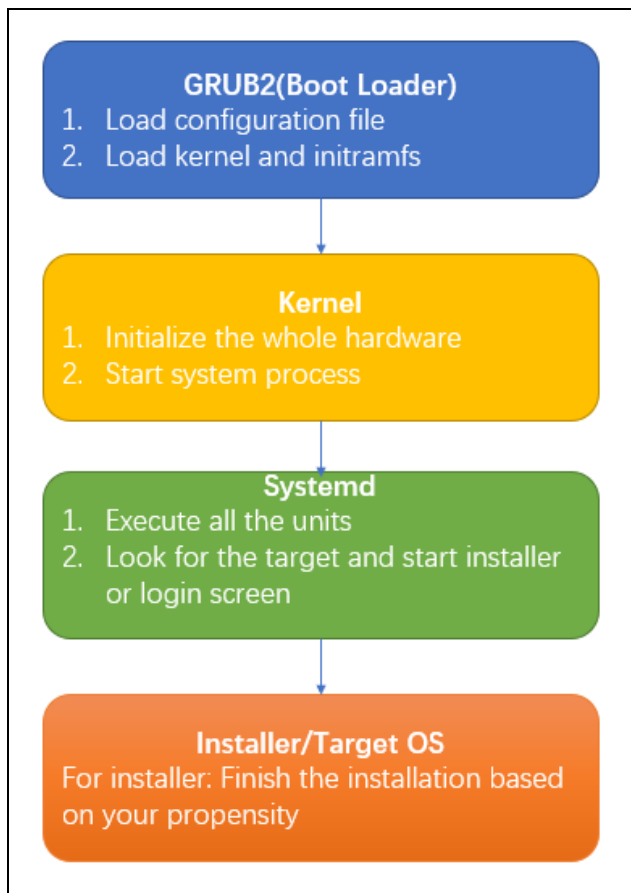 GRUB2(Boot Loader)
1. Load configuration file
2. Load kernel and initramfs
Kernel
1. Initialize the whole hardware
2. Start system process
Systemd
1. Execute all the units
2. Look for the target and start installer
or login screen
Installer/Target OS
For installer: Finish the installation based
on your propensity